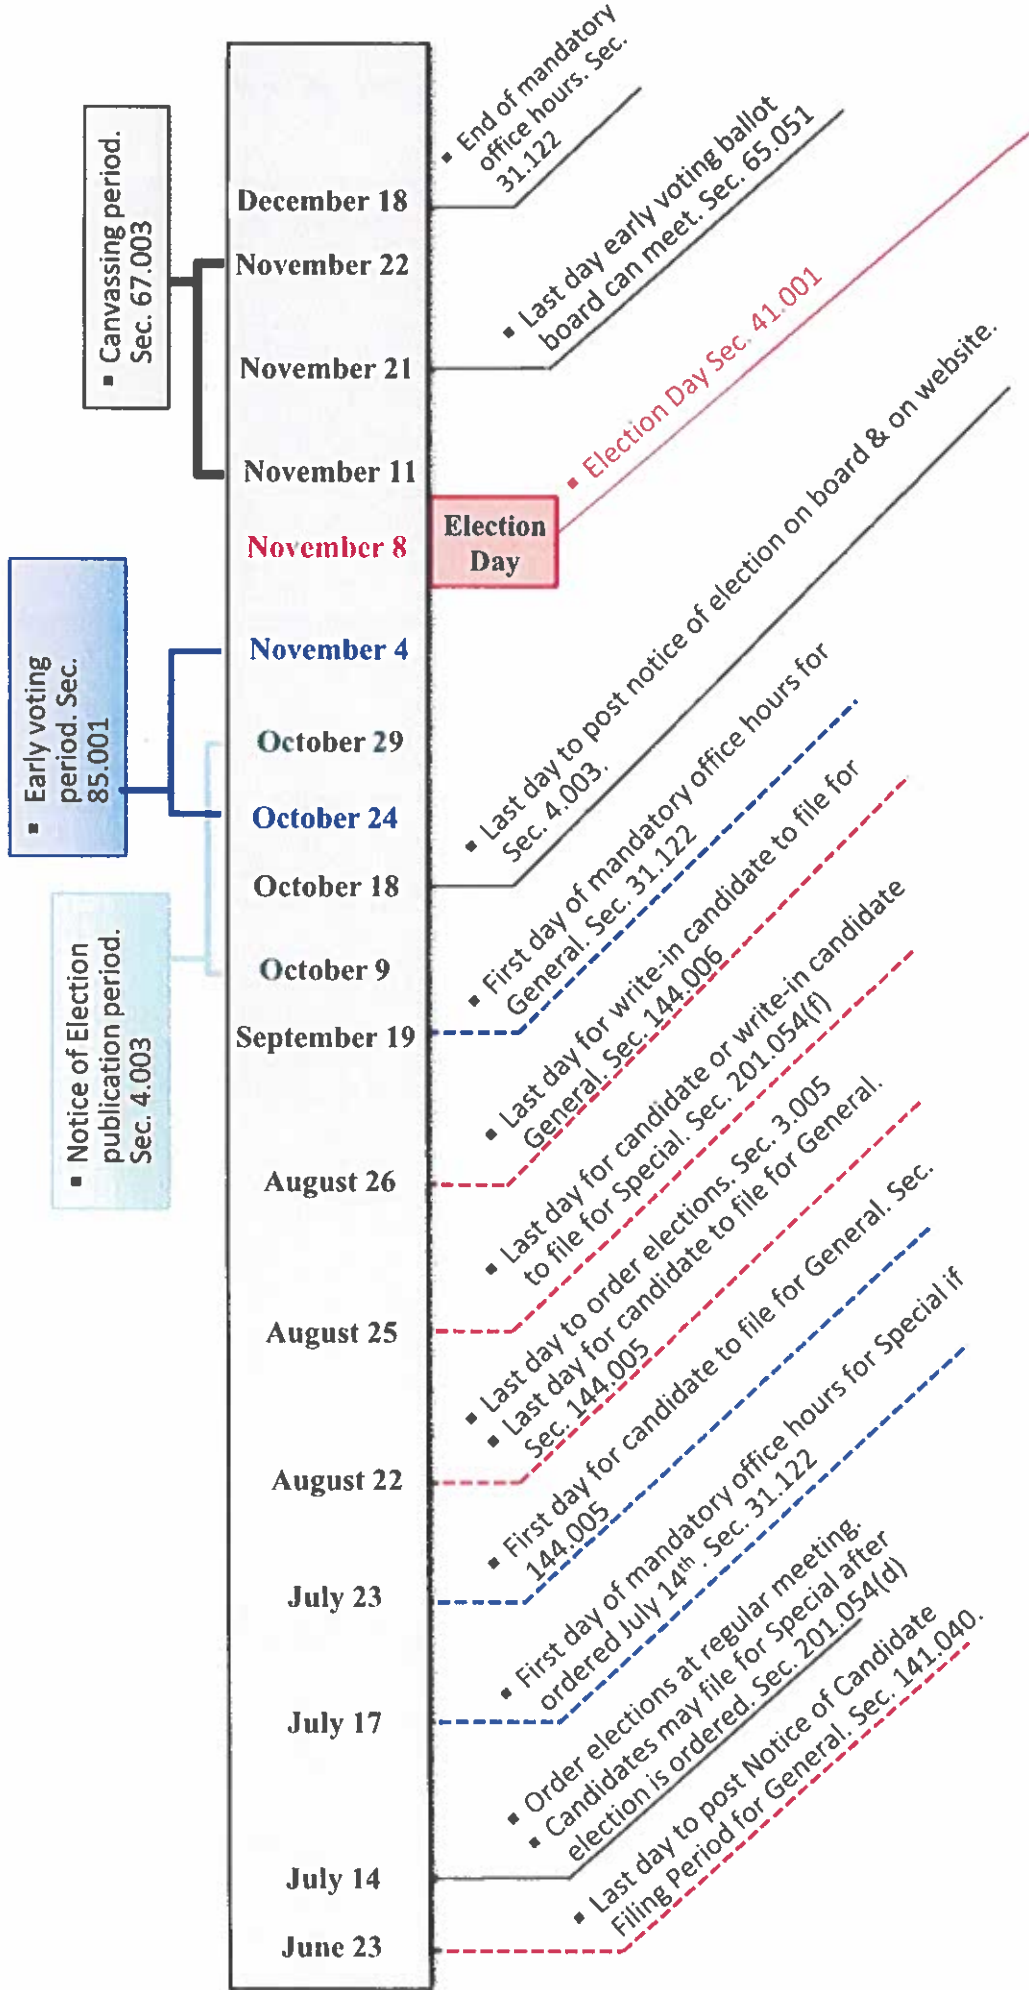 ▪ Canvassing period.
Sec. 67.003
▪ Early voting
period. Sec.
85.001
▪ Notice of Election
publication period.
Sec. 4.003
December 18
▪ End of mandatory
office hours. Sec.
31.122
November 22
November 21
▪ Last day early voting ballot
board can meet. Sec. 65.051
November 11
November 8
Election
Day
▪ Election Day Sec. 41.001
November 4
October 29
October 24
October 18
▪ Last day to post notice of election on board & on website.
Sec. 4.003.
October 9
September 19
▪ First day of mandatory office hours for
General. Sec. 31.122
August 26
▪ Last day for write-in candidate to file for
General. Sec. 144.006
August 25
▪ Last day for candidate or write-in candidate
to file for Special. Sec. 201.054(f)
August 22
▪ Last day to order elections. Sec. 3.005
▪ Last day for candidate to file for General.
Sec. 144.005
July 23
▪ First day for candidate to file for General. Sec.
144.005
July 17
▪ First day of mandatory office hours for Special if
ordered July 14th. Sec. 31.122
July 14
▪ Order elections at regular meeting.
▪ Candidates may file for Special after
election is ordered. Sec. 201.054(d)
June 23
▪ Last day to post Notice of Candidate
Filing Period for General. Sec. 141.040.